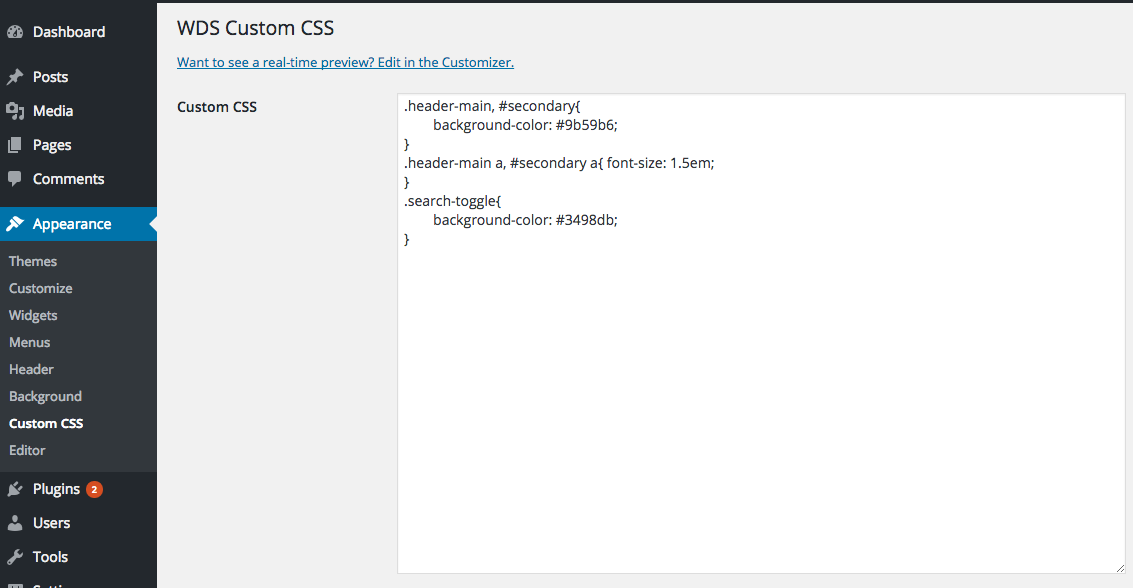 Dashboard
Posts
Media
Pages
Comments
Appearance
Themes
Customize
Widgets
Menus
Header
Background
Custom CSS
Editor
Plugins 2
Users
Tools
WDS Custom CSS
Want to see a real-time preview? Edit in the Customizer.
Custom CSS
.header-main, #secondary{
background-color: #9b59b6;
}
.header-main a, #secondary a{ font-size: 1.5em;
}
.search-toggle{
background-color: #3498db;
}